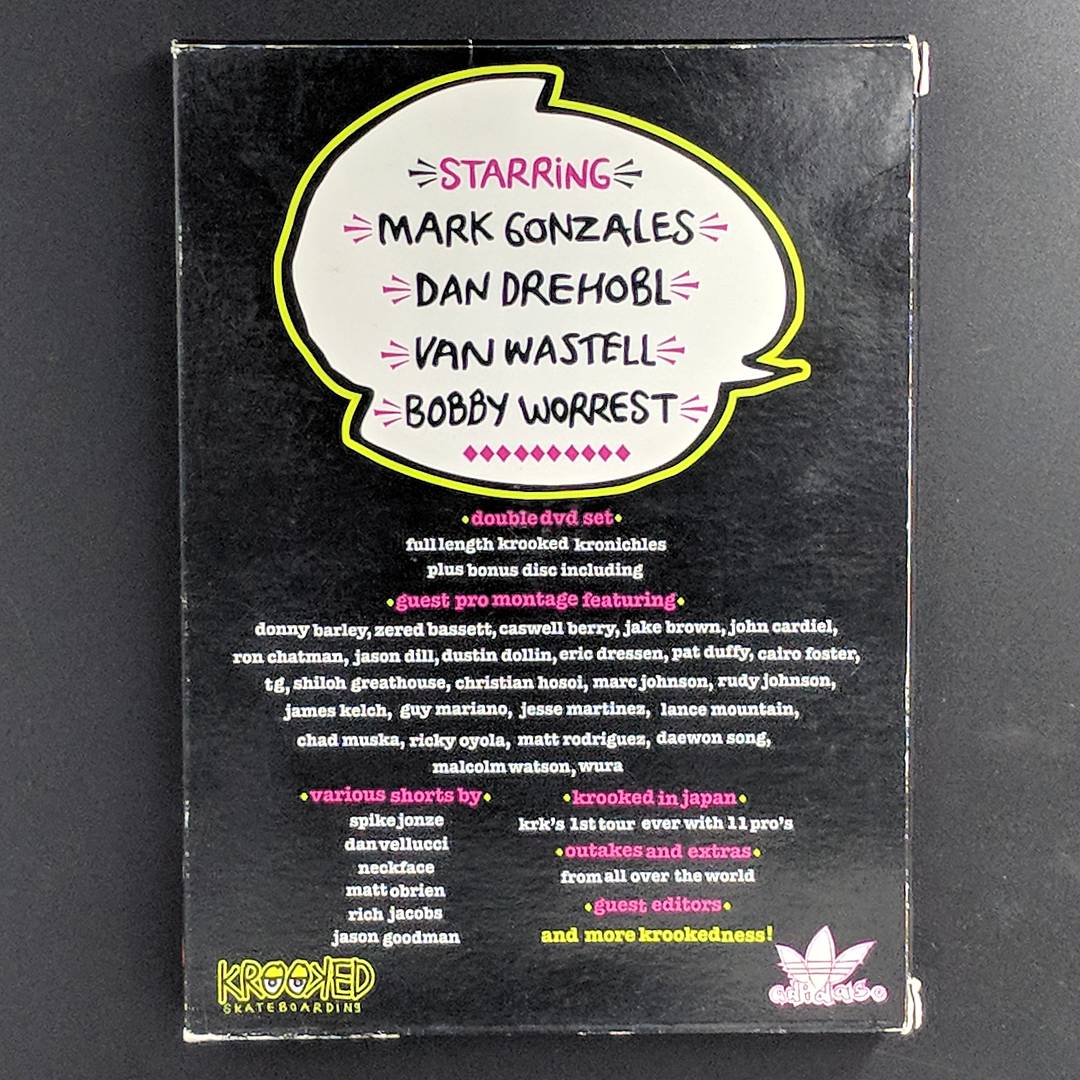 STARRING
MARK GONZALES
DAN DREHOBL
VAN WASTELL
BOBBY WORREST
•double dvd set•
full length krooked kronichles
plus bonus disc including
•guest pro montage featuring•
donny barley, zered bassett, caswell berry, jake brown, john cardiel,
ron chatman, jason dill, dustin dollin, eric dressen, pat duffy, cairo foster,
tg, shiloh greathouse, christian hosoi, marc johnson, rudy johnson,
james kelch, guy mariano, jesse martinez, lance mountain,
chad muska, ricky oyola, matt rodriguez, daewon song,
malcolm watson, wura
•various shorts by•
spike jonze
dan vellucci
neckface
matt obrien
rich jacobs
jason goodman
•krooked in japan•
krk's 1st tour ever with 11 pro's
•outakes and extras•
from all over the world
•guest editors•
and more krookedness!
KROOKED
SKATEBOARDING
adidaso